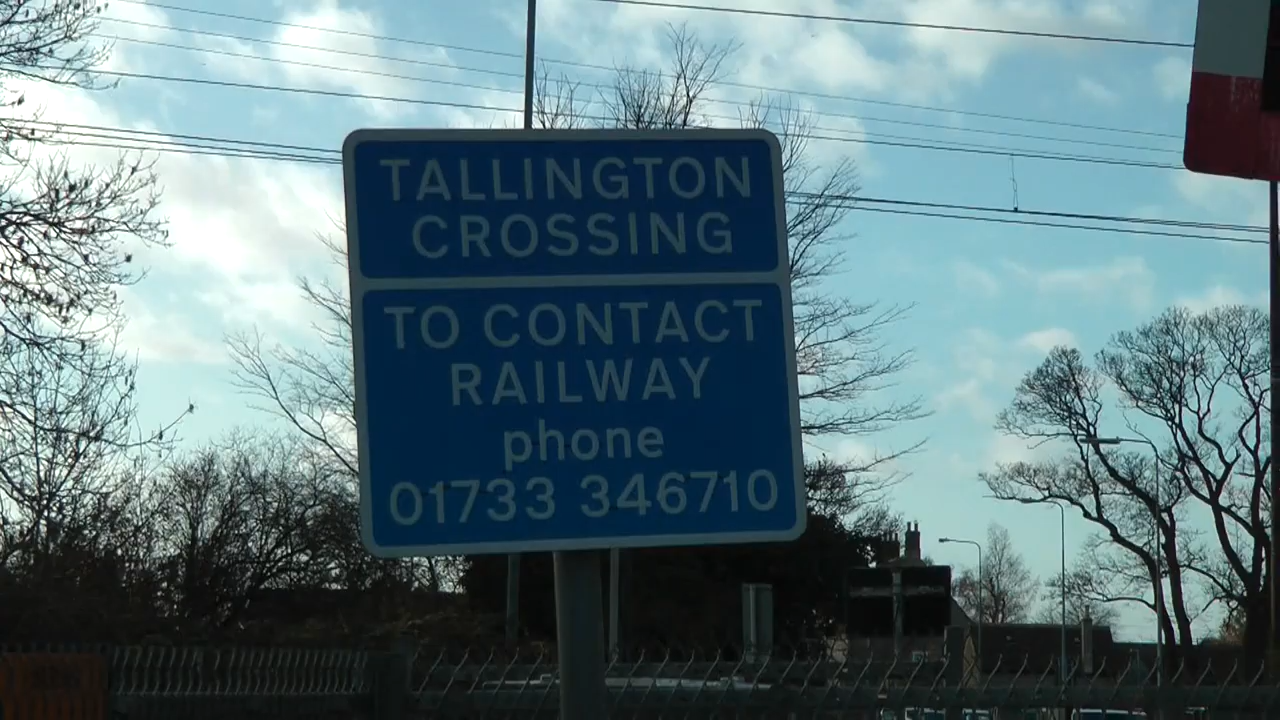 TALLINGTON
CROSSING
TO CONTACT
RAILWAY
phone
01733 346710